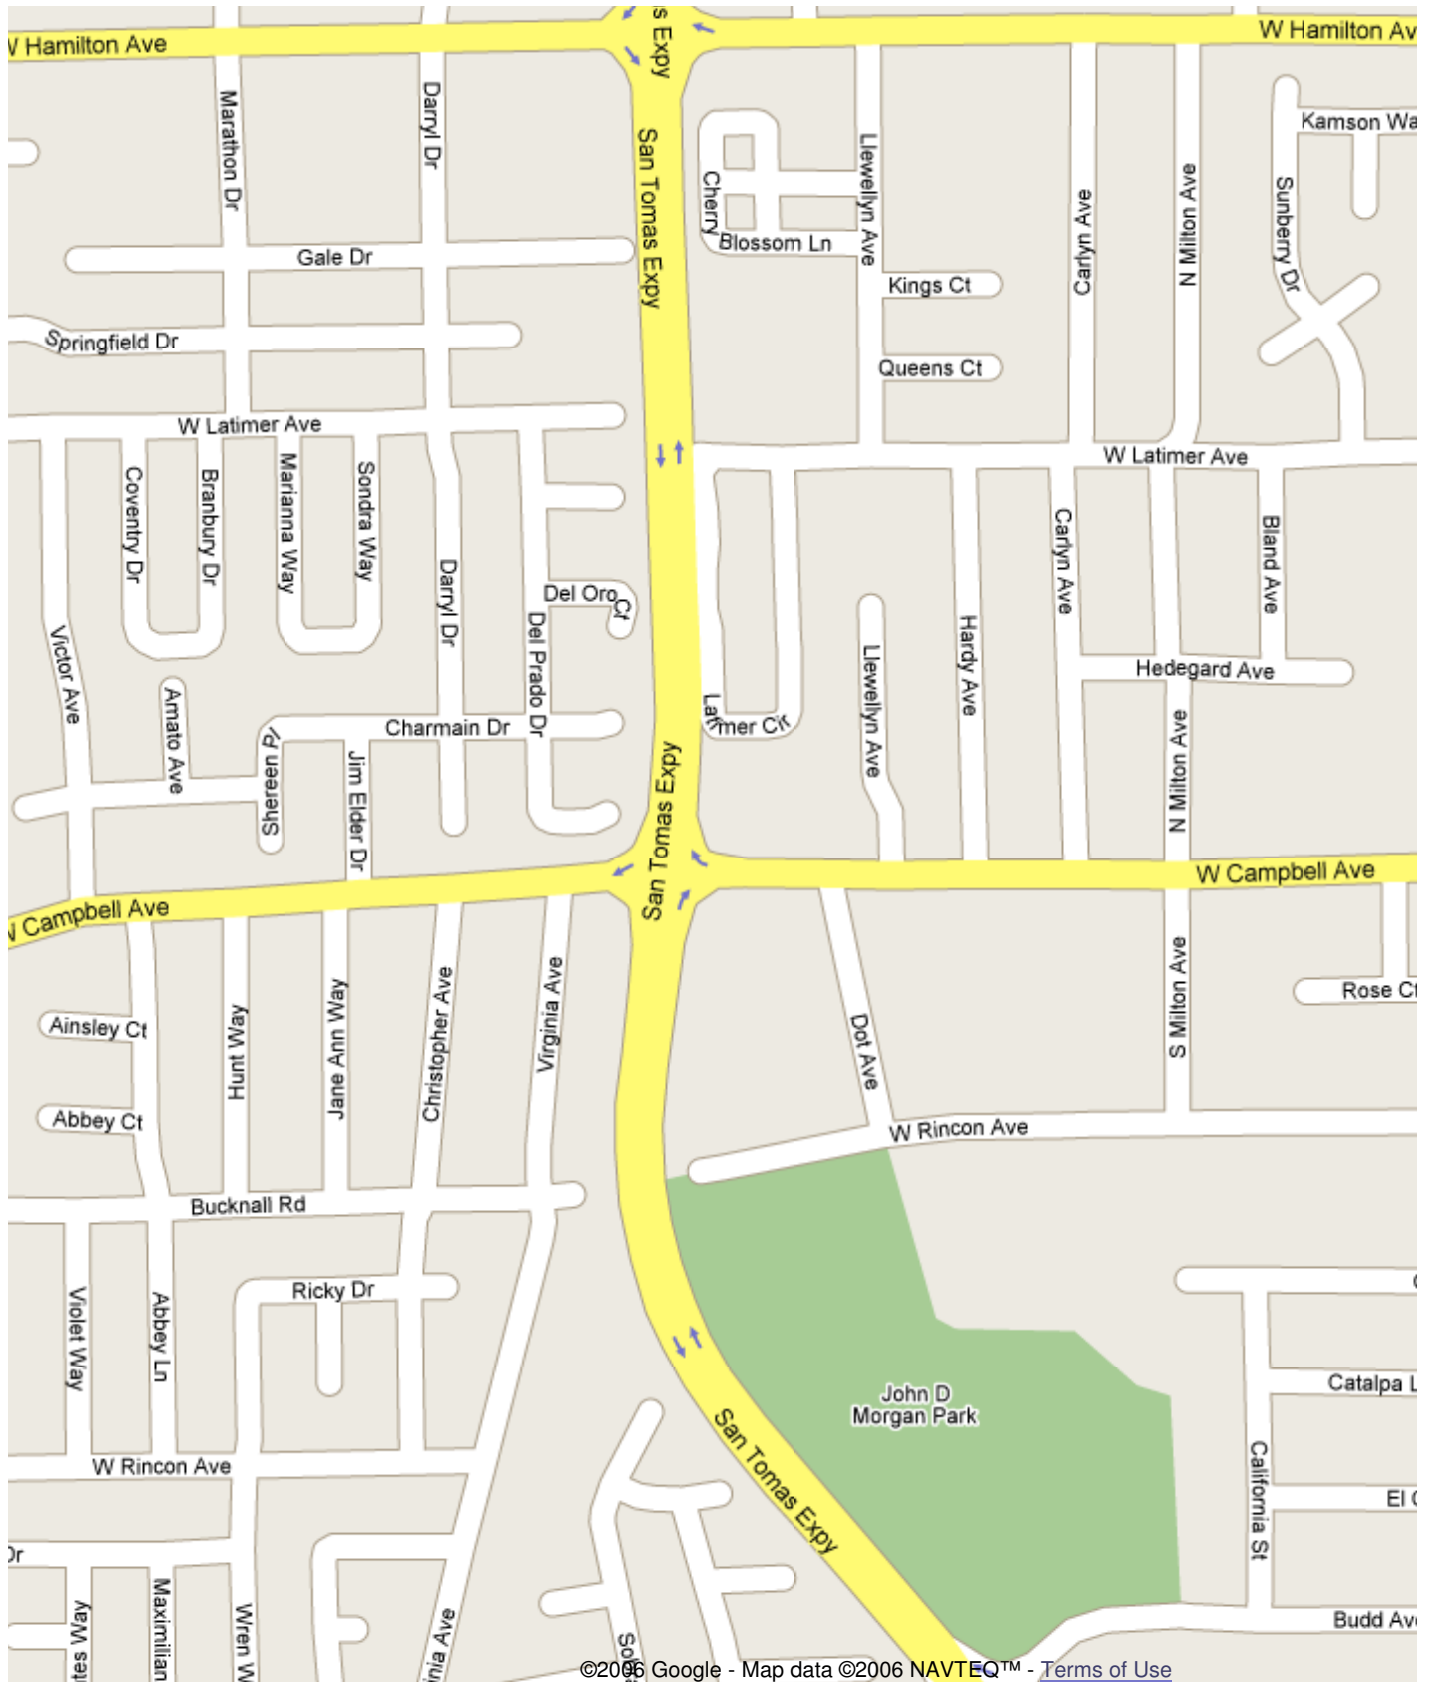 W Hamilton Ave
s Expy
W Hamilton Av
Marathon Dr
Darryl Dr
San Tomas Expy
Cherry
Blossom Ln
Llewellyn Ave
Carlyn Ave
N Milton Ave
Sunberry Dr
Kamson Wa
Gale Dr
Kings Ct
Springfield Dr
Queens Ct
W Latimer Ave
W Latimer Ave
Coventry Dr
Branbury Dr
Marianna Way
Sondra Way
Darryl Dr
Del Oro Ct
Del Prado Dr
Victor Ave
Amato Ave
Shereen Pl
Charmain Dr
Jim Elder Dr
Latimer Cir
Llewellyn Ave
Hardy Ave
Carlyn Ave
Bland Ave
Hedegard Ave
N Milton Ave
San Tomas Expy
W Campbell Ave
W Campbell Ave
Ainsley Ct
Abbey Ct
Hunt Way
Jane Ann Way
Christopher Ave
Virginia Ave
Dot Ave
S Milton Ave
Rose Ct
W Rincon Ave
Bucknall Rd
Violet Way
Abbey Ln
Ricky Dr
John D
Morgan Park
San Tomas Expy
Catalpa L
California St
El C
W Rincon Ave
Dr
Way
Maximilian
Wren W
nia Ave
Budd Ave
©2006 Google - Map data ©2006 NAVTEQ™ - Terms of Use